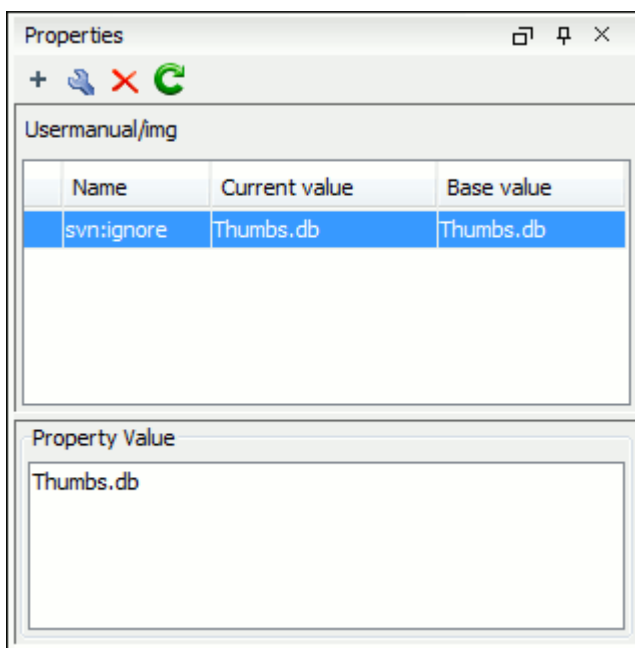 Properties
Usermanual/img
Name Current value Base value
svn:ignore Thumbs.db Thumbs.db
Property Value
Thumbs.db